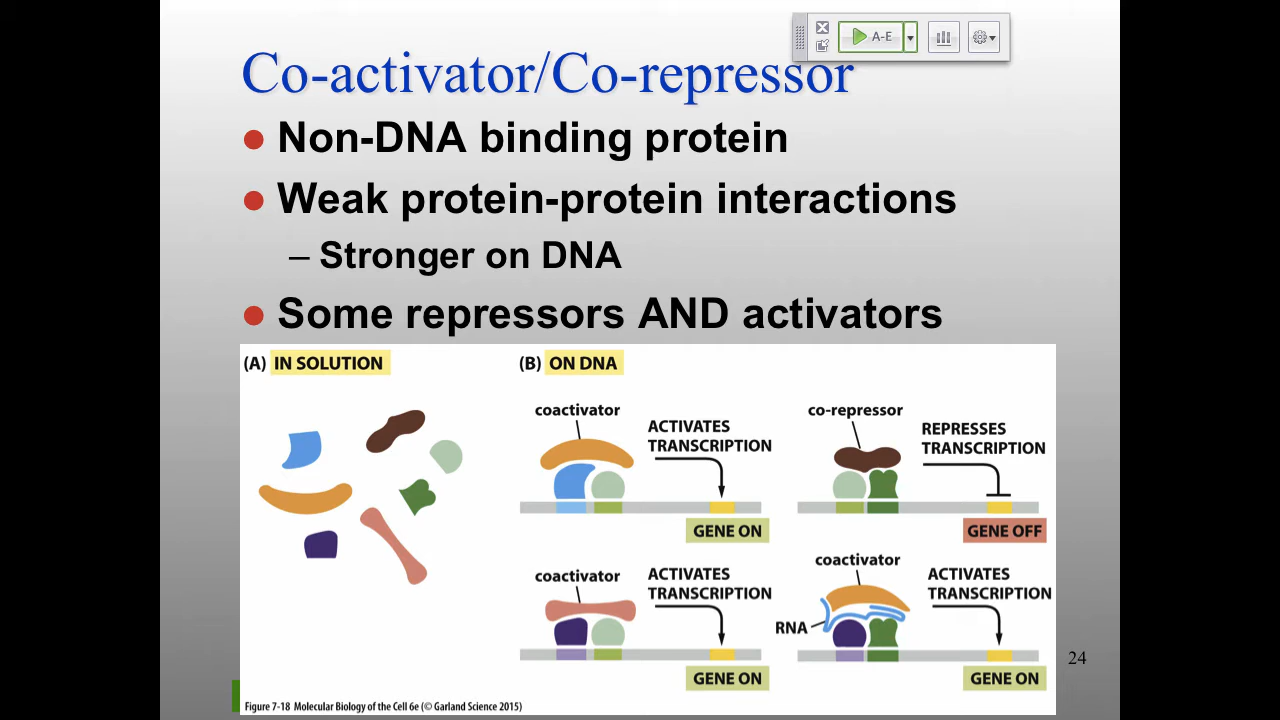 A-E
Co-activator/Co-repressor
● Non-DNA binding protein
● Weak protein-protein interactions
– Stronger on DNA
● Some repressors AND activators
(A) IN SOLUTION
(B) ON DNA
coactivator
ACTIVATES
TRANSCRIPTION
GENE ON
co-repressor
REPRESSES
TRANSCRIPTION
GENE OFF
coactivator
ACTIVATES
TRANSCRIPTION
GENE ON
coactivator
RNA
ACTIVATES
TRANSCRIPTION
GENE ON
24
Figure 7-18 Molecular Biology of the Cell 6e (© Garland Science 2015)